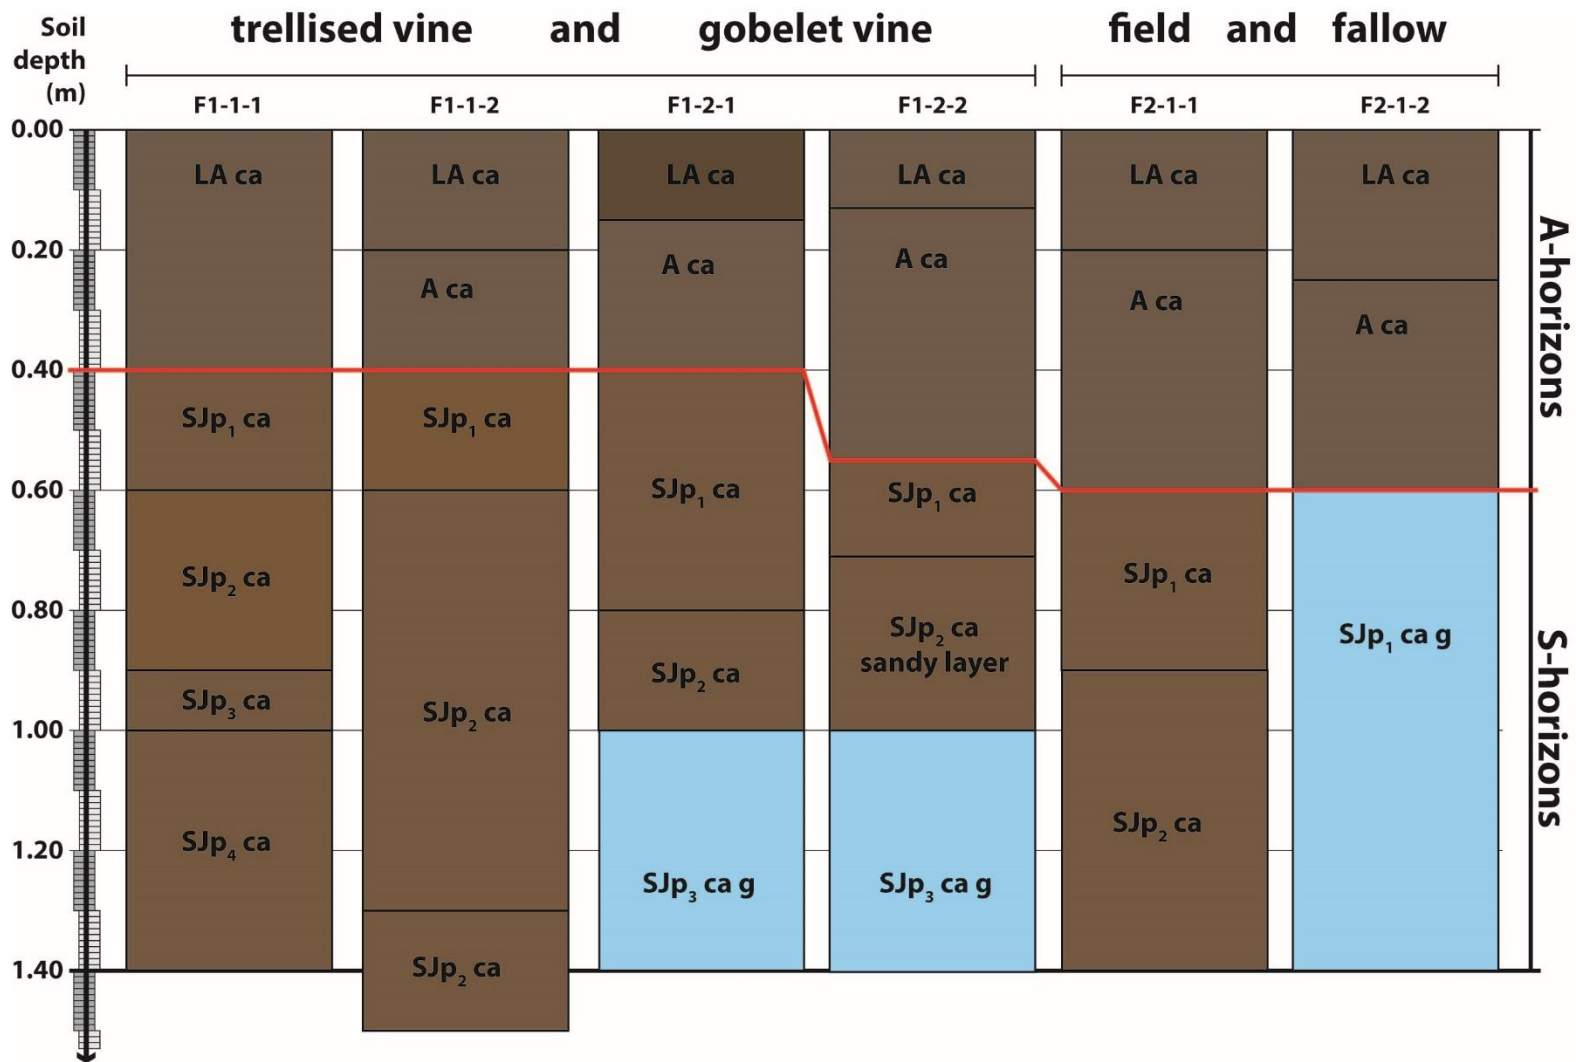 Soil
depth
(m)
trellised vine and gobelet vine
field and fallow
F1-1-1
F1-1-2
F1-2-1
F1-2-2
F2-1-1
F2-1-2
0.00
0.20
0.40
0.60
0.80
1.00
1.20
1.40
LA ca
SJp₁ ca
SJp₂ ca
SJp₃ ca
SJp₄ ca
LA ca
A ca
SJp₁ ca
SJp₂ ca
SJp₂ ca
LA ca
A ca
SJp₁ ca
SJp₂ ca
SJp₃ ca g
LA ca
A ca
SJp₁ ca
SJp₂ ca
sandy layer
SJp₃ ca g
LA ca
A ca
SJp₁ ca
SJp₂ ca
LA ca
A ca
SJp₁ ca g
A-horizons
S-horizons